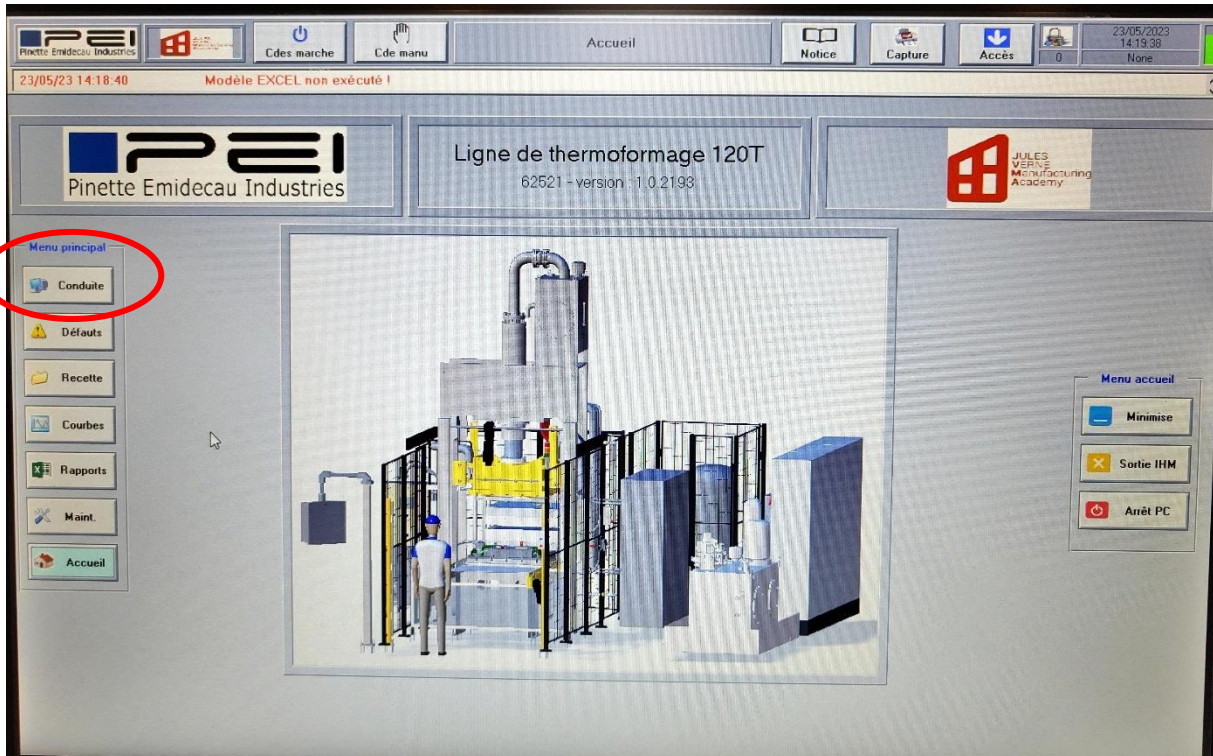 Pinette Emidecau Industries
Cdes marche
Cde manu
Accueil
Notice
Capture
Accès
0
23/05/2023
14:19:38
None
23/05/23 14:18:40 Modèle EXCEL non exécuté !
PEI
Pinette Emidecau Industries
Ligne de thermoformage 120T
62521 - version : 1.0.2193
JULES
VERNE
Manufacturing
Academy
Menu principal
Conduite
Défauts
Recette
Courbes
Rapports
Maint.
Accueil
Menu accueil
Minimise
Sortie IHM
Arrêt PC